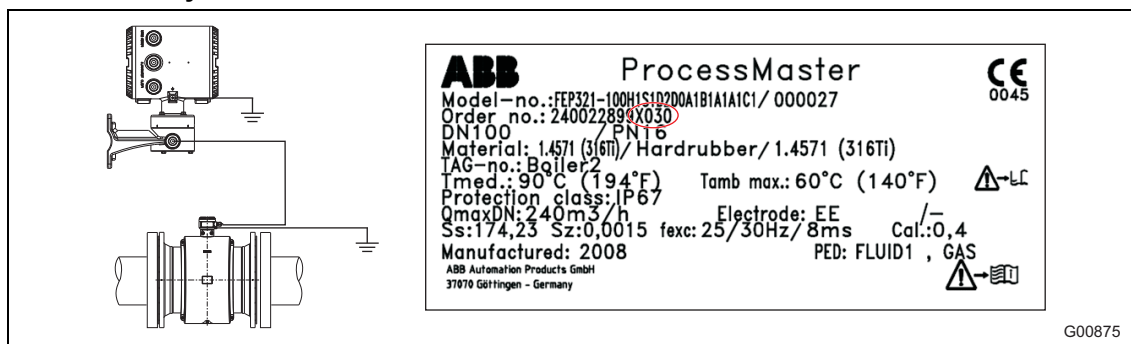 ABB ProcessMaster
CE
0045
Model-no.:FEP321-100H1S1D2D0A1B1A1A1C1/ 000027
Order no.: 240022899X030
DN100 /PN16
Material: 1.4571 (316Ti)/Hardrubber/1.4571 (316Ti)
TAG-no.: Boiler2
Tmed.: 90°C (194°F) Tamb max.: 60°C (140°F)
Protection class: IP67
QmaxDN: 240m3/h Electrode: EE /-
Ss:174,23 Sz:0,0015 fexc: 25/30Hz/8ms Cal.:0,4
Manufactured: 2008 PED: FLUID1 , GAS
ABB Automation Products GmbH
37070 Göttingen - Germany
G00875